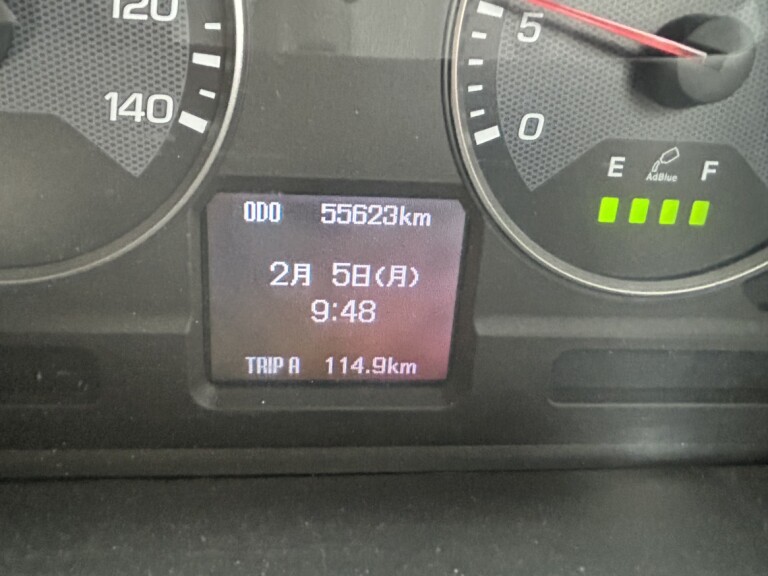 120
140
5
0
E AdBlue F
ODO 55623km
2月 5日(月)
9:48
TRIP A 114.9km